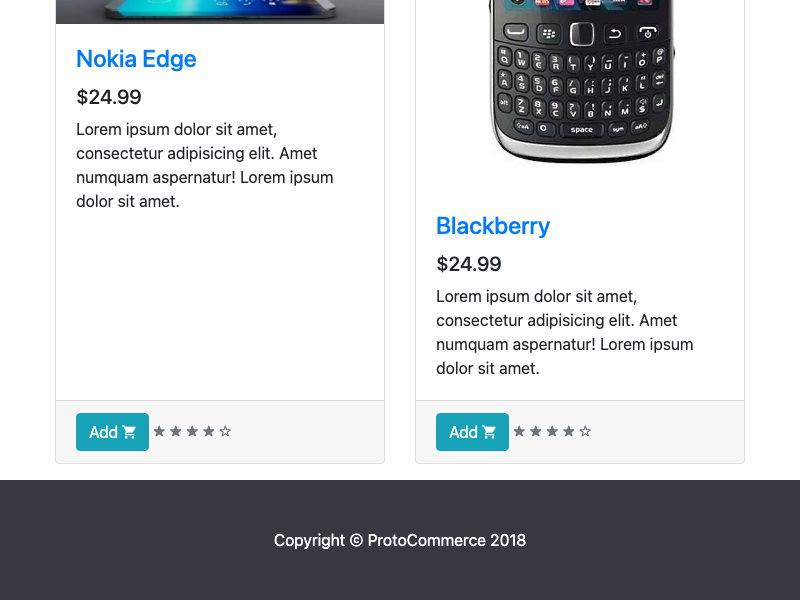 Nokia Edge
$24.99
Lorem ipsum dolor sit amet,
consectetur adipisicing elit. Amet
numquam aspernatur! Lorem ipsum
dolor sit amet.
Add
space
sym
Blackberry
$24.99
Lorem ipsum dolor sit amet,
consectetur adipisicing elit. Amet
numquam aspernatur! Lorem ipsum
dolor sit amet.
Add
Copyright © ProtoCommerce 2018